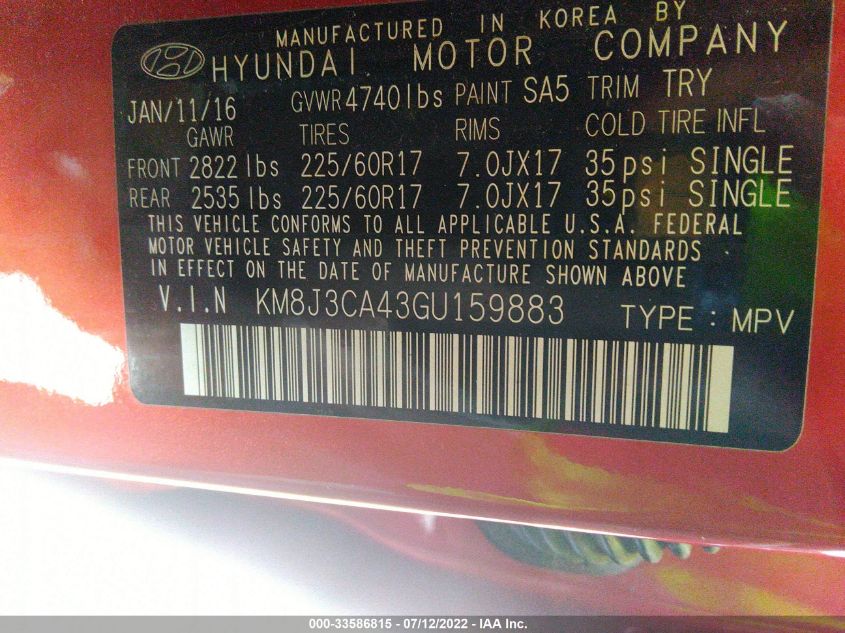 MANUFACTURED IN KOREA BY
HYUNDAI MOTOR COMPANY
JAN/11/16 GVWR 4740lbs PAINT SA5 TRIM TRY
GAWR TIRES RIMS COLD TIRE INFL
FRONT 2822 lbs 225/60R17 7.0JX17 35psi SINGLE
REAR 2535 lbs 225/60R17 7.0JX17 35psi SINGLE
THIS VEHICLE CONFORMS TO ALL APPLICABLE U.S.A. FEDERAL
MOTOR VEHICLE SAFETY AND THEFT PREVENTION STANDARDS
IN EFFECT ON THE DATE OF MANUFACTURE SHOWN ABOVE
V.I.N KM8J3CA43GU159883 TYPE : MPV
000-33586815 - 07/12/2022 - IAA Inc.